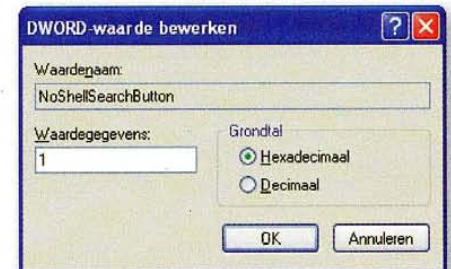 DWORD-waarde bewerken
Waardenaam:
NoShellSearchButton
Waardegegevens:
1
Grondtal
Hexadecimaal
Decimaal
OK
Annuleren